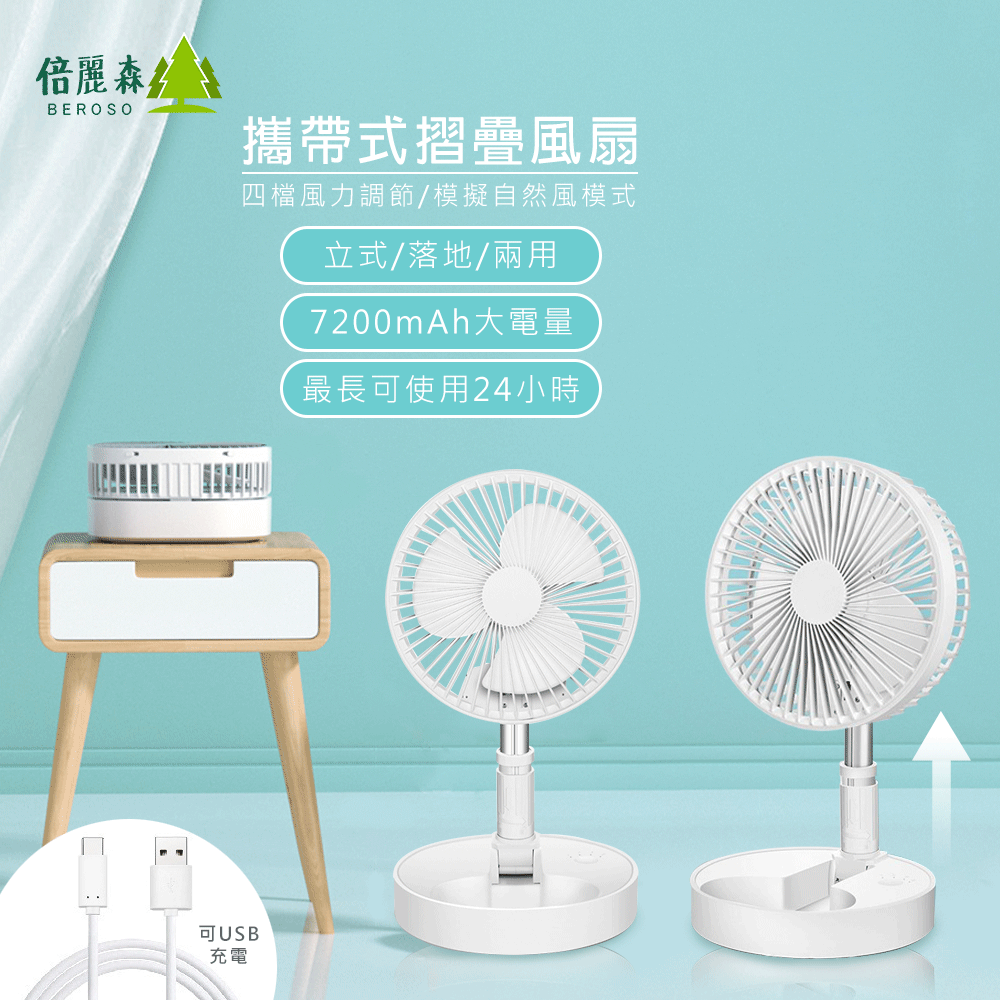 倍麗森
BEROSO
攜帶式摺疊風扇
四檔風力調節/模擬自然風模式
立式/落地/兩用
7200mAh大電量
最長可使用24小時
可USB
充電